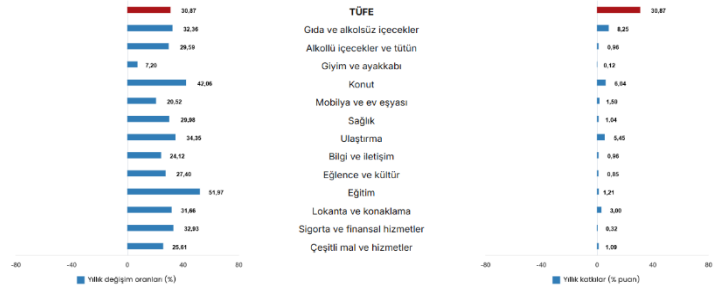 30,87 TÜFE 30,87
32,36 Gıda ve alkolsüz içecekler 8,25
29,59 Alkollü içecekler ve tütün 0,96
7,20 Giyim ve ayakkabı 0,12
42,06 Konut 6,04
20,52 Mobilya ve ev eşyası 1,59
29,98 Sağlık 1,04
34,35 Ulaştırma 5,45
24,12 Bilgi ve iletişim 0,96
27,40 Eğlence ve kültür 0,85
51,97 Eğitim 1,21
31,66 Lokanta ve konaklama 3,00
32,93 Sigorta ve finansal hizmetler 0,32
25,61 Çeşitli mal ve hizmetler 1,09
-80 -40 0 40 80 -80 -40 0 40 80
Yıllık değişim oranları (%) Yıllık katkılar (% puan)